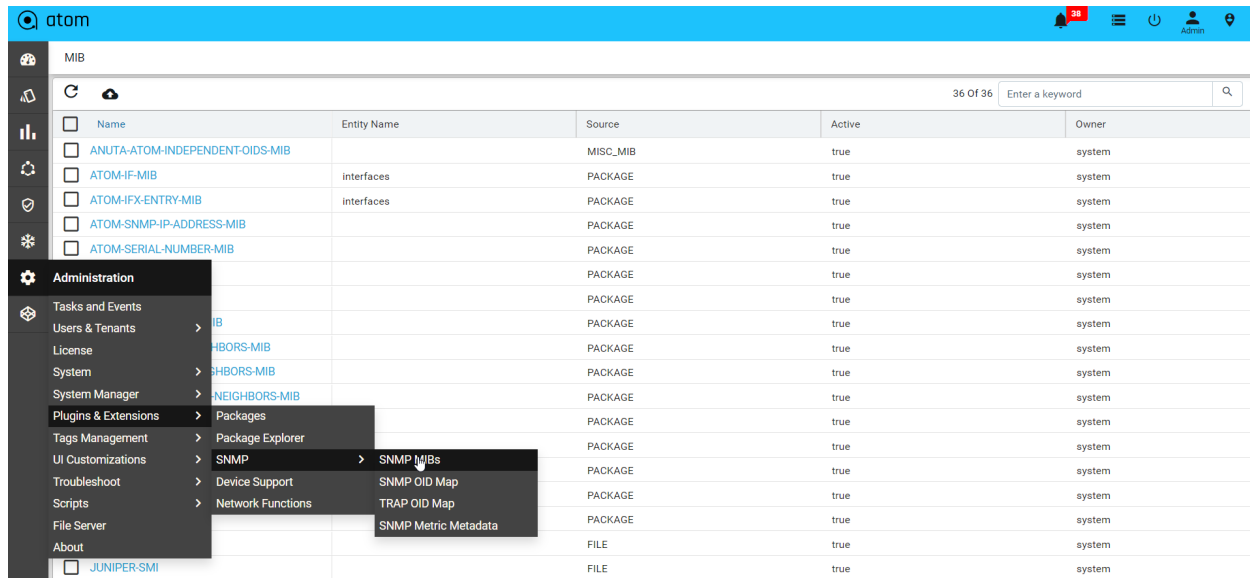 atom
38
Admin
MIB
36 Of 36 Enter a keyword
Name Entity Name Source Active Owner
ANUTA-ATOM-INDEPENDENT-OIDS-MIB MISC_MIB true system
ATOM-IF-MIB interfaces PACKAGE true system
ATOM-IFX-ENTRY-MIB interfaces PACKAGE true system
ATOM-SNMP-IP-ADDRESS-MIB PACKAGE true system
ATOM-SERIAL-NUMBER-MIB PACKAGE true system
Administration PACKAGE true system
Tasks and Events PACKAGE true system
Users & Tenants IB PACKAGE true system
License HBORS-MIB PACKAGE true system
System GHBORS-MIB PACKAGE true system
System Manager -NEIGHBORS-MIB PACKAGE true system
Plugins & Extensions Packages PACKAGE true system
Tags Management Package Explorer PACKAGE true system
UI Customizations SNMP SNMP MIBs PACKAGE true system
Troubleshoot Device Support SNMP OID Map PACKAGE true system
Scripts Network Functions TRAP OID Map PACKAGE true system
File Server SNMP Metric Metadata
About FILE true system
JUNIPER-SMI FILE true system